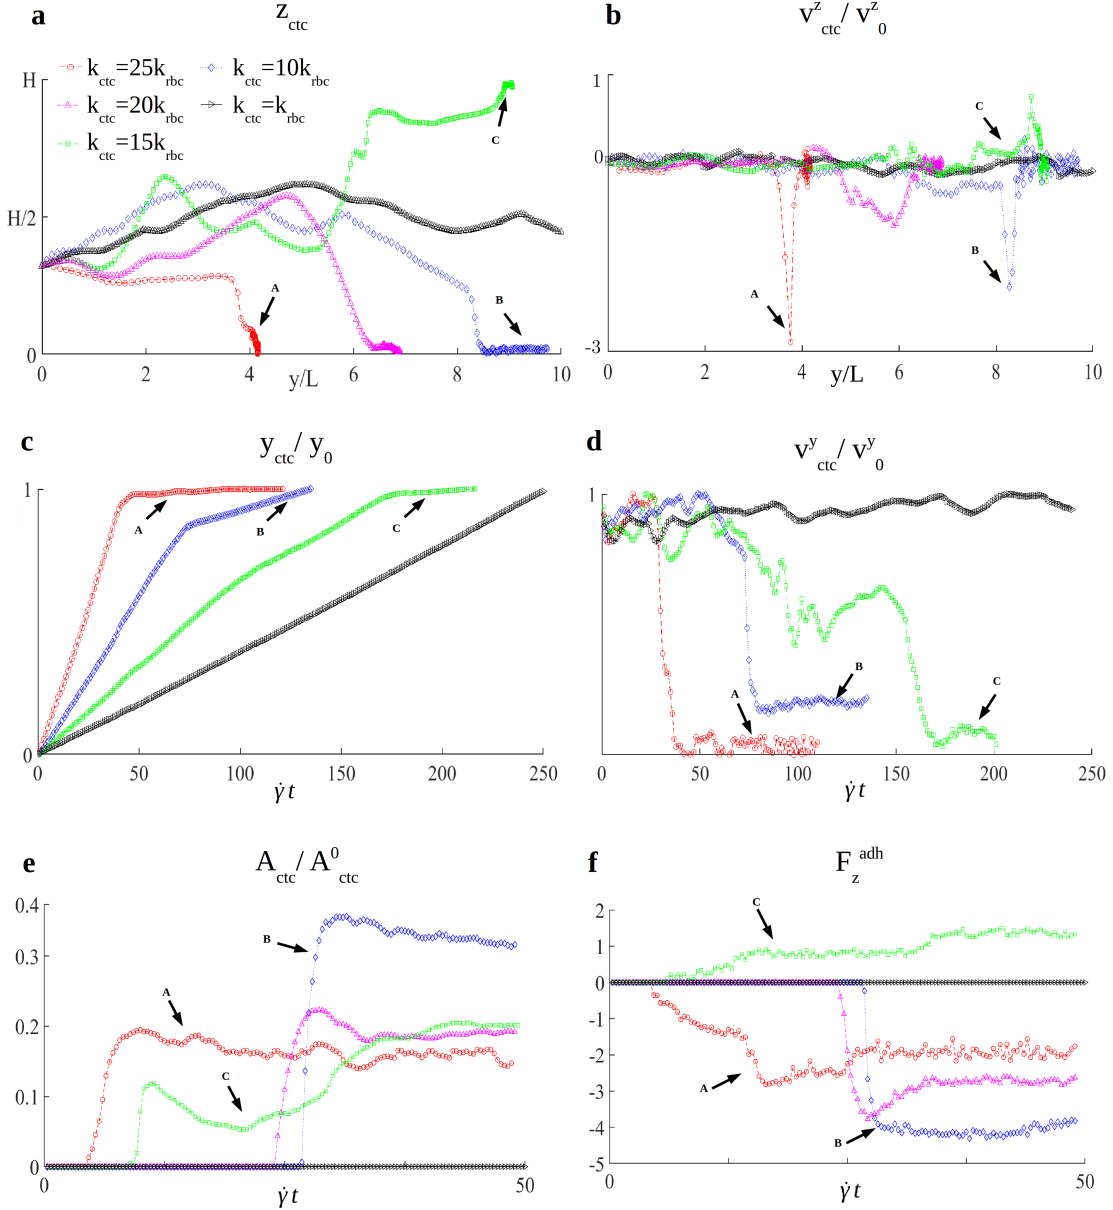 a
z_ctc
k_ctc=25k_rbc
k_ctc=10k_rbc
k_ctc=20k_rbc
k_ctc=k_rbc
k_ctc=15k_rbc
H
H/2
0
C
A
B
0 2 4 6 8 10
y/L
b
v^z_ctc/ v^z_0
1
0
-3
C
B
A
0 2 4 6 8 10
y/L
c
y_ctc/ y_0
1
0
A
B
C
0 50 100 150 200 250
γ̇ t
d
v^y_ctc/ v^y_0
1
0
B
A
C
0 50 100 150 200 250
γ̇ t
e
A_ctc/ A^0_ctc
0.4
0.3
0.2
0.1
0
B
A
C
0 50
γ̇ t
f
F_z^adh
2
1
0
-1
-2
-3
-4
-5
C
A
B
0 50
γ̇ t